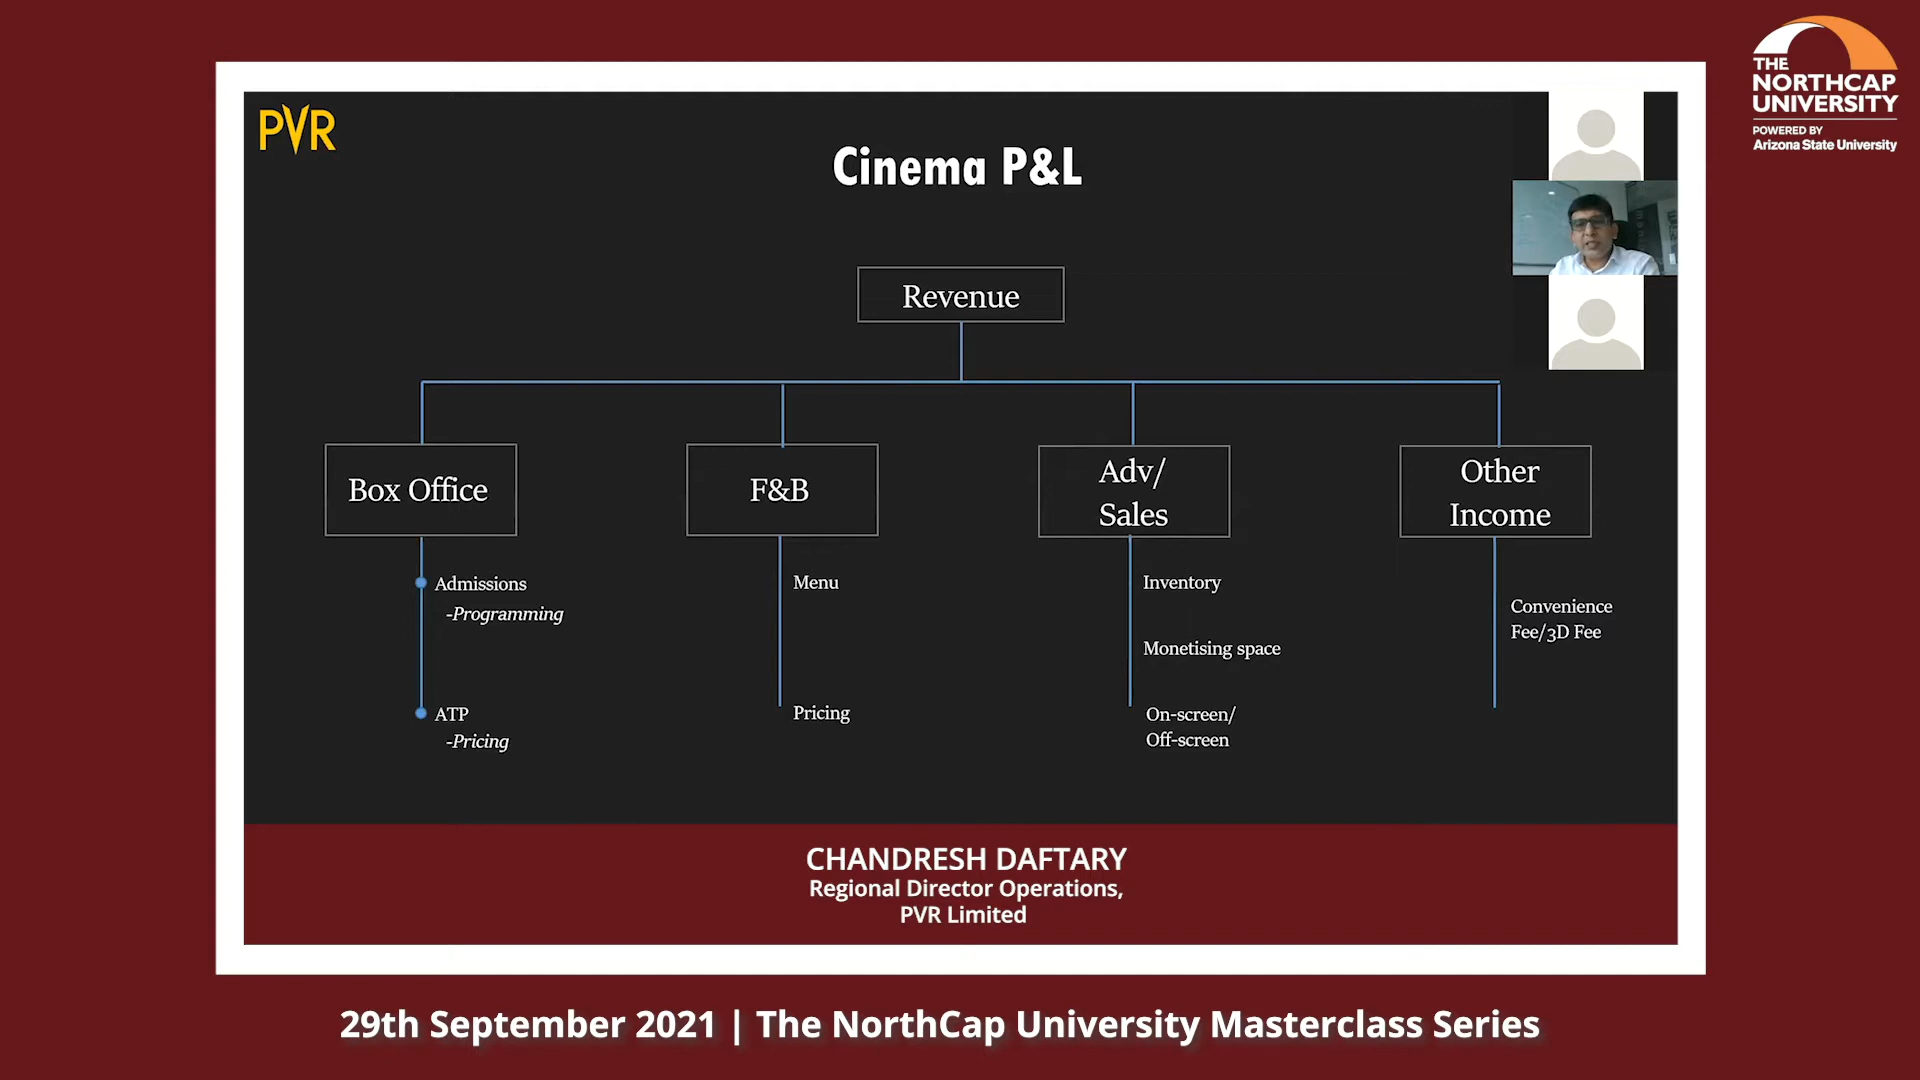 THE
NORTHCAP
UNIVERSITY
POWERED BY
Arizona State University
PVR
Cinema P&L
Revenue
Box Office
F&B
Adv/
Sales
Other
Income
Admissions
-Programming
ATP
-Pricing
Menu
Pricing
Inventory
Monetising space
On-screen/
Off-screen
Convenience
Fee/3D Fee
CHANDRESH DAFTARY
Regional Director Operations,
PVR Limited
29th September 2021 | The NorthCap University Masterclass Series